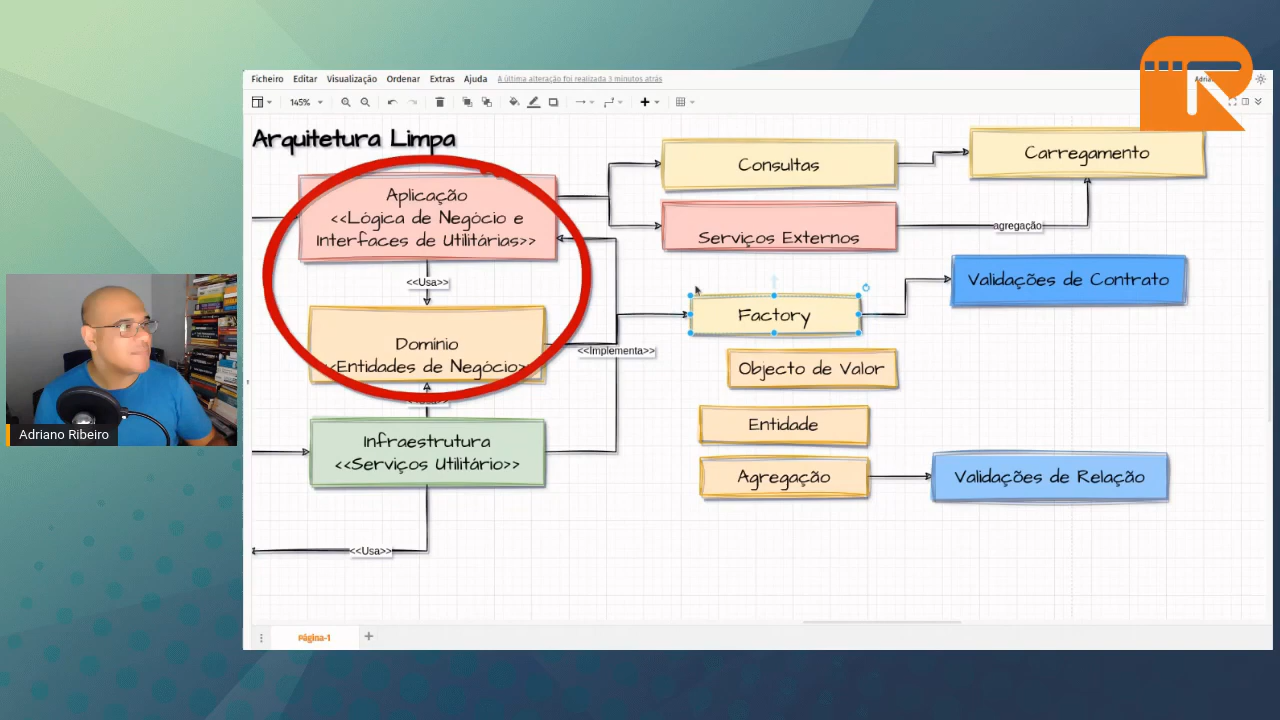 Ficheiro Editar Visualização Ordenar Extras Ajuda A última alteração foi realizada 3 minutos atrás
145%
Arquitetura Limpa
Aplicação
<<Lógica de Negócio e
Interfaces de Utilitárias>>
<<Usa>>
Domínio
<Entidades de Negócio>
Infraestrutura
<<Serviços Utilitário>>
<<Usa>>
<<Implementa>>
Consultas
Carregamento
Serviços Externos
agregação
Factory
Validações de Contrato
Objecto de Valor
Entidade
Agregação
Validações de Relação
Página-1
Adriano Ribeiro